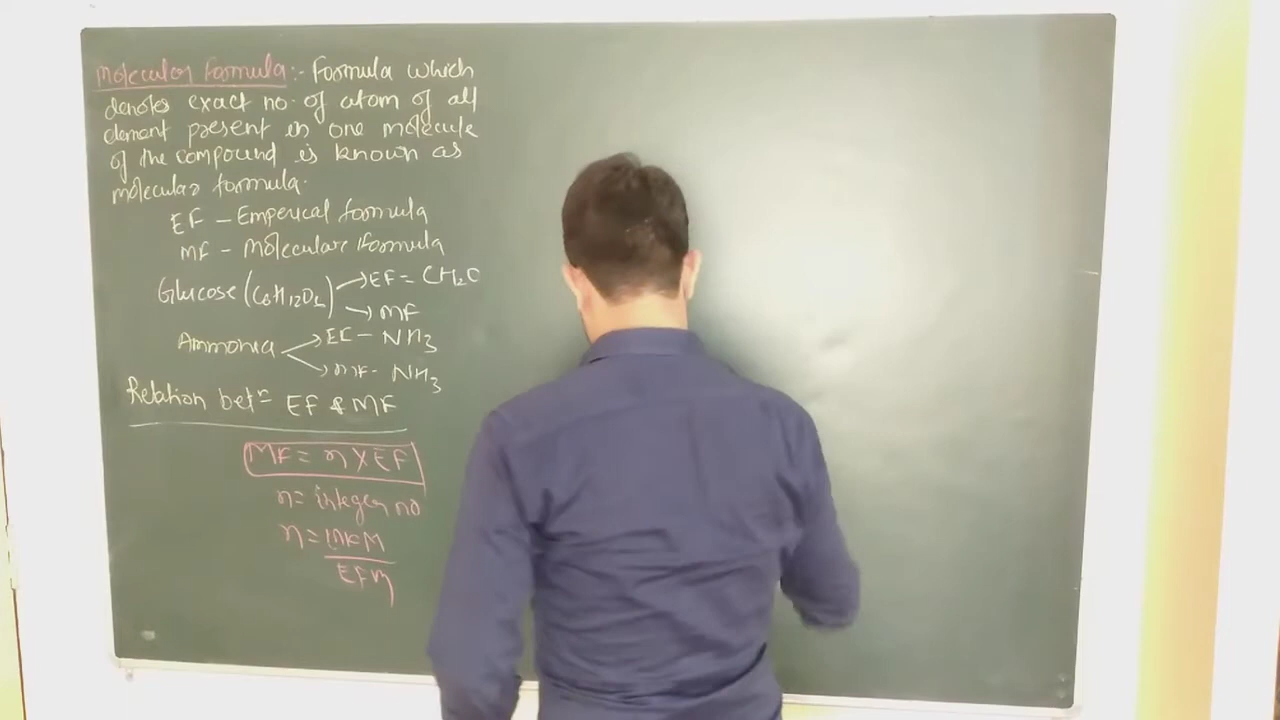 Molecular formula:- Formula which
denotes exact no. of atom of all
element present in one molecule
of the compound is known as
molecular formula.
EF - Emperical formula
MF - Moleculare formula
Glucose (C6H12O6) → EF = CH2O
→ MF
Ammonia → EF - NH3
→ MF - NH3
Relation betn EF & MF
MF = n X EF
n = integer no
n = MFM
EFM